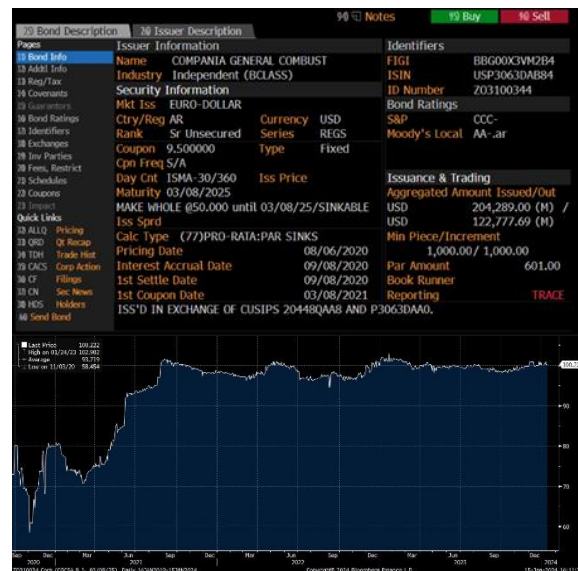 90 Notes 95 Buy 96 Sell
25 Bond Description 26 Issuer Description
Pages
11 Bond Info
12 Addtl Info
13 Reg/Tax
14 Covenants
15 Guarantors
16 Bond Ratings
17 Identifiers
18 Exchanges
19 Inv Parties
20 Fees, Restrict
21 Schedules
22 Coupons
Impact
Quick Links
32 ALLQ Pricing
33 QRD Qt Recap
34 TDH Trade Hist
35 CACS Corp Action
36 CF Filings
37 CN Sec News
38 HDS Holders
66 Send Bond
Issuer Information
Name COMPANIA GENERAL COMBUST
Industry Independent (BCLASS)
Security Information
Mkt Iss EURO-DOLLAR
Ctry/Reg AR Currency USD
Rank Sr Unsecured Series REGS
Coupon 9.500000 Type Fixed
Cpn Freq S/A
Day Cnt ISMA-30/360 Iss Price
Maturity 03/08/2025
MAKE WHOLE @50.000 until 03/08/25/SINKABLE
Iss Sprd
Calc Type (77)PRO-RATA:PAR SINKS
Pricing Date 08/06/2020
Interest Accrual Date 09/08/2020
1st Settle Date 09/08/2020
1st Coupon Date 03/08/2021
ISS'D IN EXCHANGE OF CUSIPS 20448QAA8 AND P3063DAA0.
Identifiers
FIGI BBG00X3VM2B4
ISIN USP3063DAB84
ID Number ZO3100344
Bond Ratings
S&P CCC-
Moody's Local AA-.ar
Issuance & Trading
Aggregated Amount Issued/Out
USD 204,289.00 (M) /
USD 122,777.69 (M)
Min Piece/Increment
1,000.00/ 1,000.00
Par Amount 601.00
Book Runner
Reporting TRACE
Last Price 100.222
High on 01/24/23 102.902
Average 93.719
Low on 11/03/20 58.454
100.22
90
80
70
60
Sep Dec Mar Jun Sep Dec Mar Jun Sep Dec Mar Jun Sep Dec
2020 2021 2022 2023 2024
Copyright© 2024 Bloomberg Finance L.P.